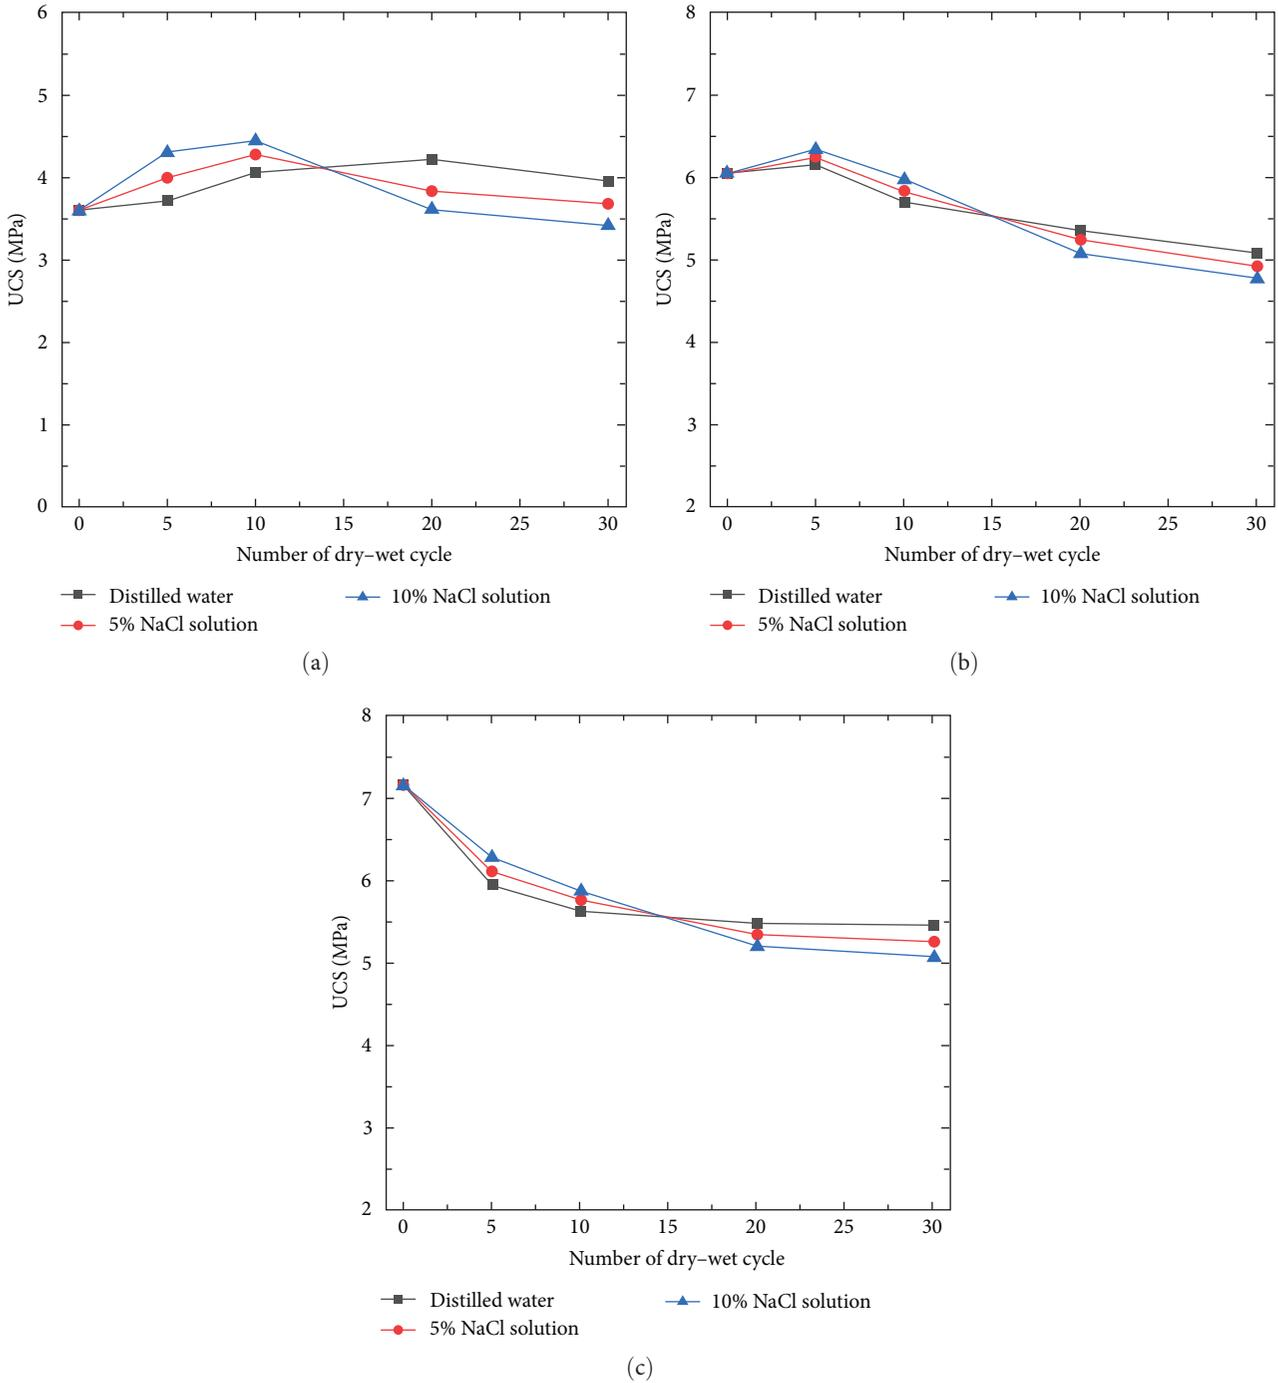 6
5
4
3
2
1
0
UCS (MPa)
0 5 10 15 20 25 30
Number of dry–wet cycle
Distilled water
5% NaCl solution
10% NaCl solution
(a)
8
7
6
5
4
3
2
UCS (MPa)
0 5 10 15 20 25 30
Number of dry–wet cycle
Distilled water
5% NaCl solution
10% NaCl solution
(b)
8
7
6
5
4
3
2
UCS (MPa)
0 5 10 15 20 25 30
Number of dry–wet cycle
Distilled water
5% NaCl solution
10% NaCl solution
(c)